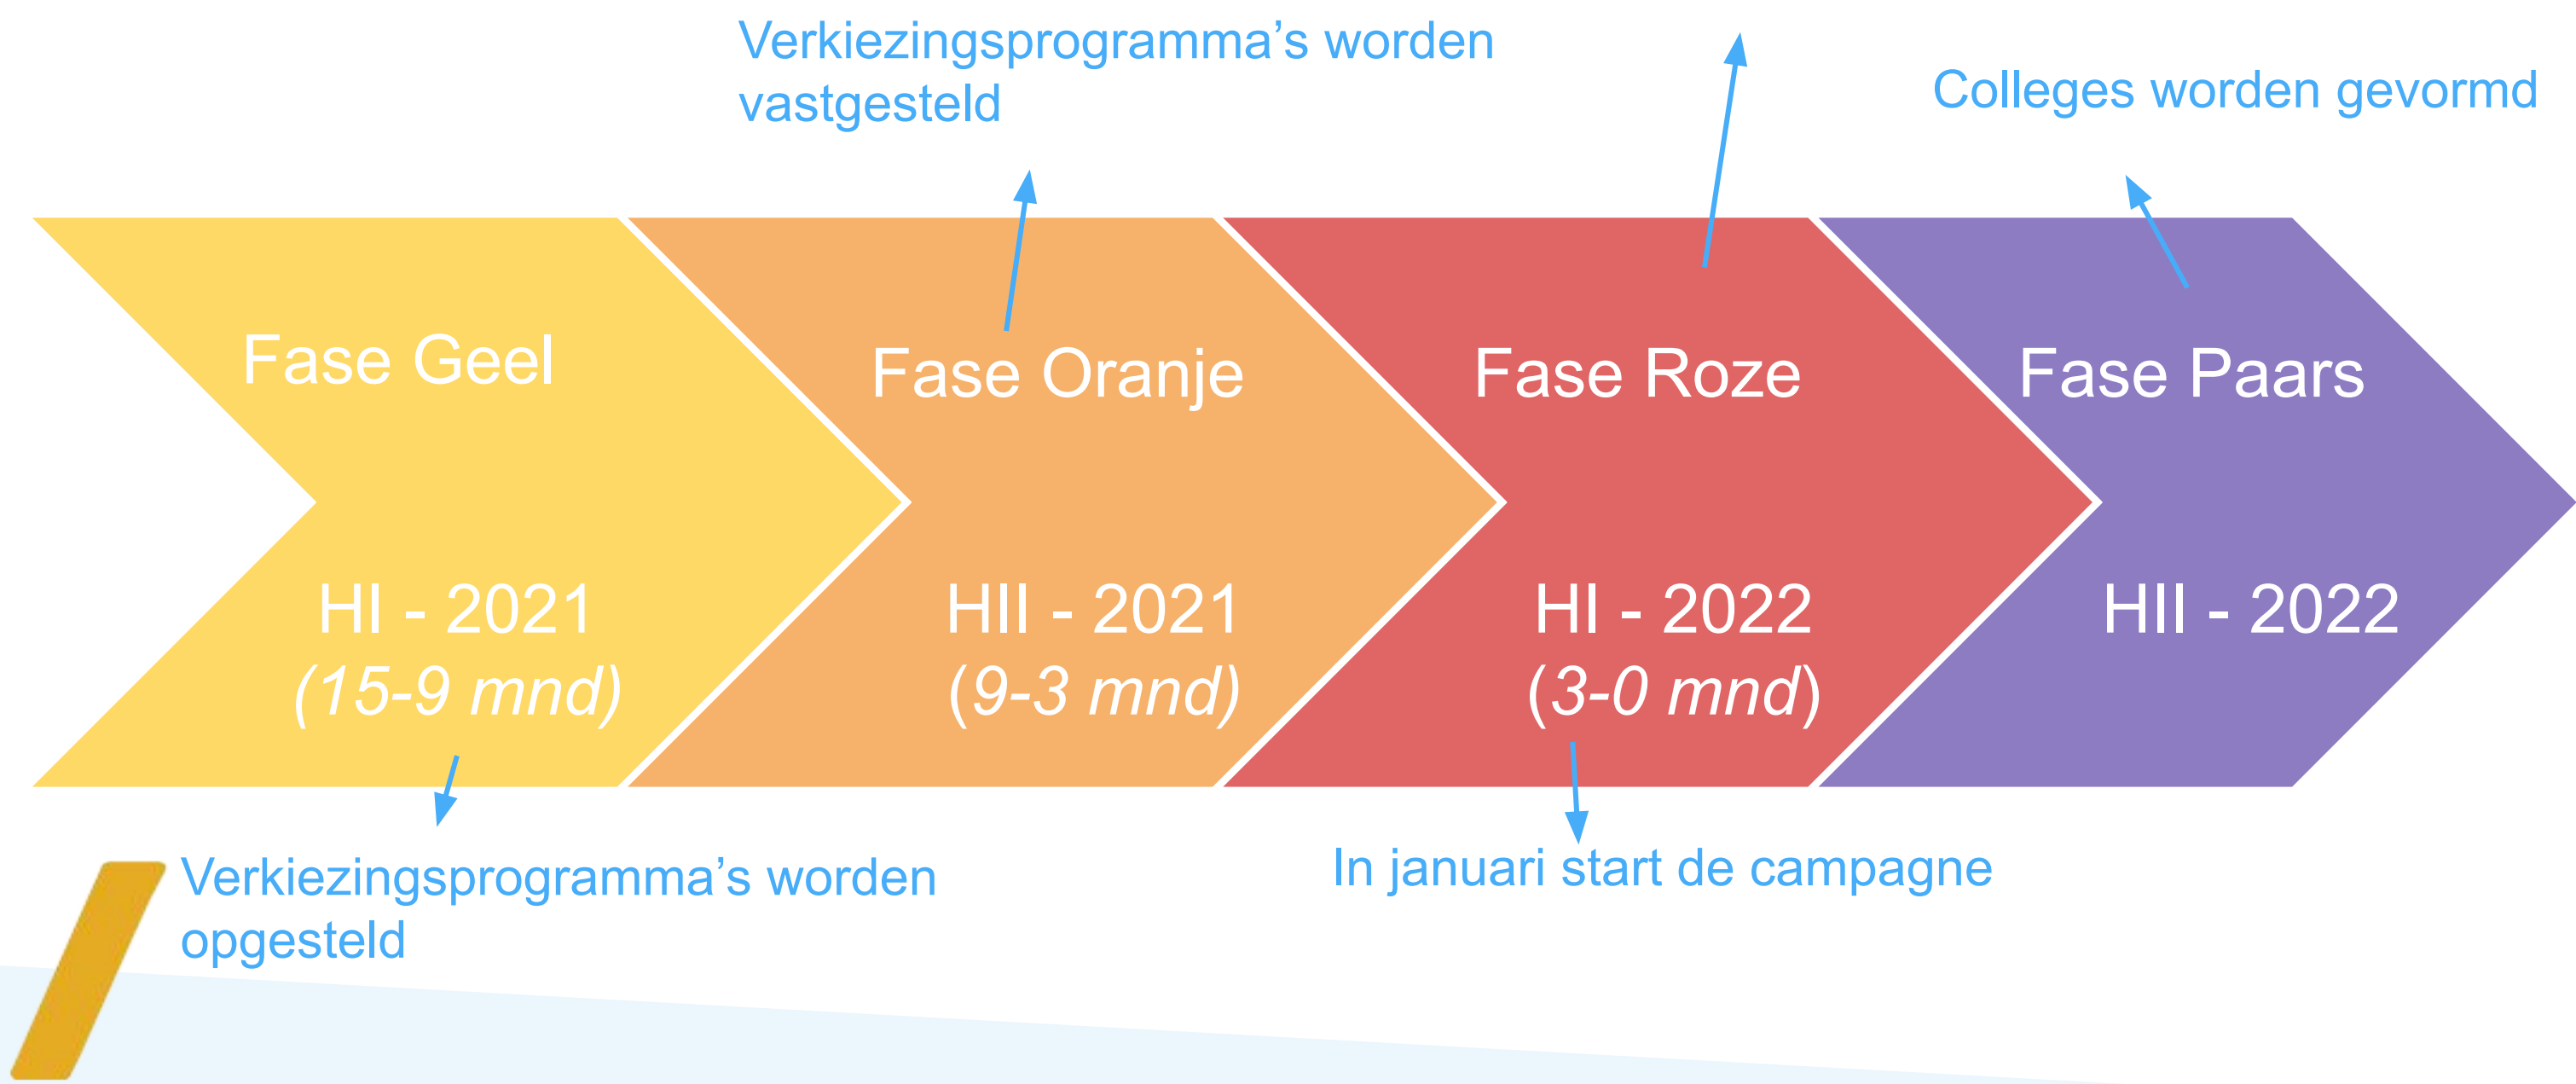 Verkiezingsprogramma’s worden
vastgesteld
Colleges worden gevormd
Fase Geel
Fase Oranje
Fase Roze
Fase Paars
HI - 2021
(15-9 mnd)
HII - 2021
(9-3 mnd)
HI - 2022
(3-0 mnd)
HII - 2022
Verkiezingsprogramma’s worden
opgesteld
In januari start de campagne